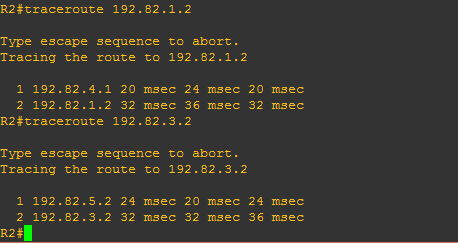 R2#traceroute 192.82.1.2
Type escape sequence to abort.
Tracing the route to 192.82.1.2
1 192.82.4.1 20 msec 24 msec 20 msec
2 192.82.1.2 32 msec 36 msec 32 msec
R2#traceroute 192.82.3.2
Type escape sequence to abort.
Tracing the route to 192.82.3.2
1 192.82.5.2 24 msec 20 msec 24 msec
2 192.82.3.2 32 msec 32 msec 36 msec
R2#